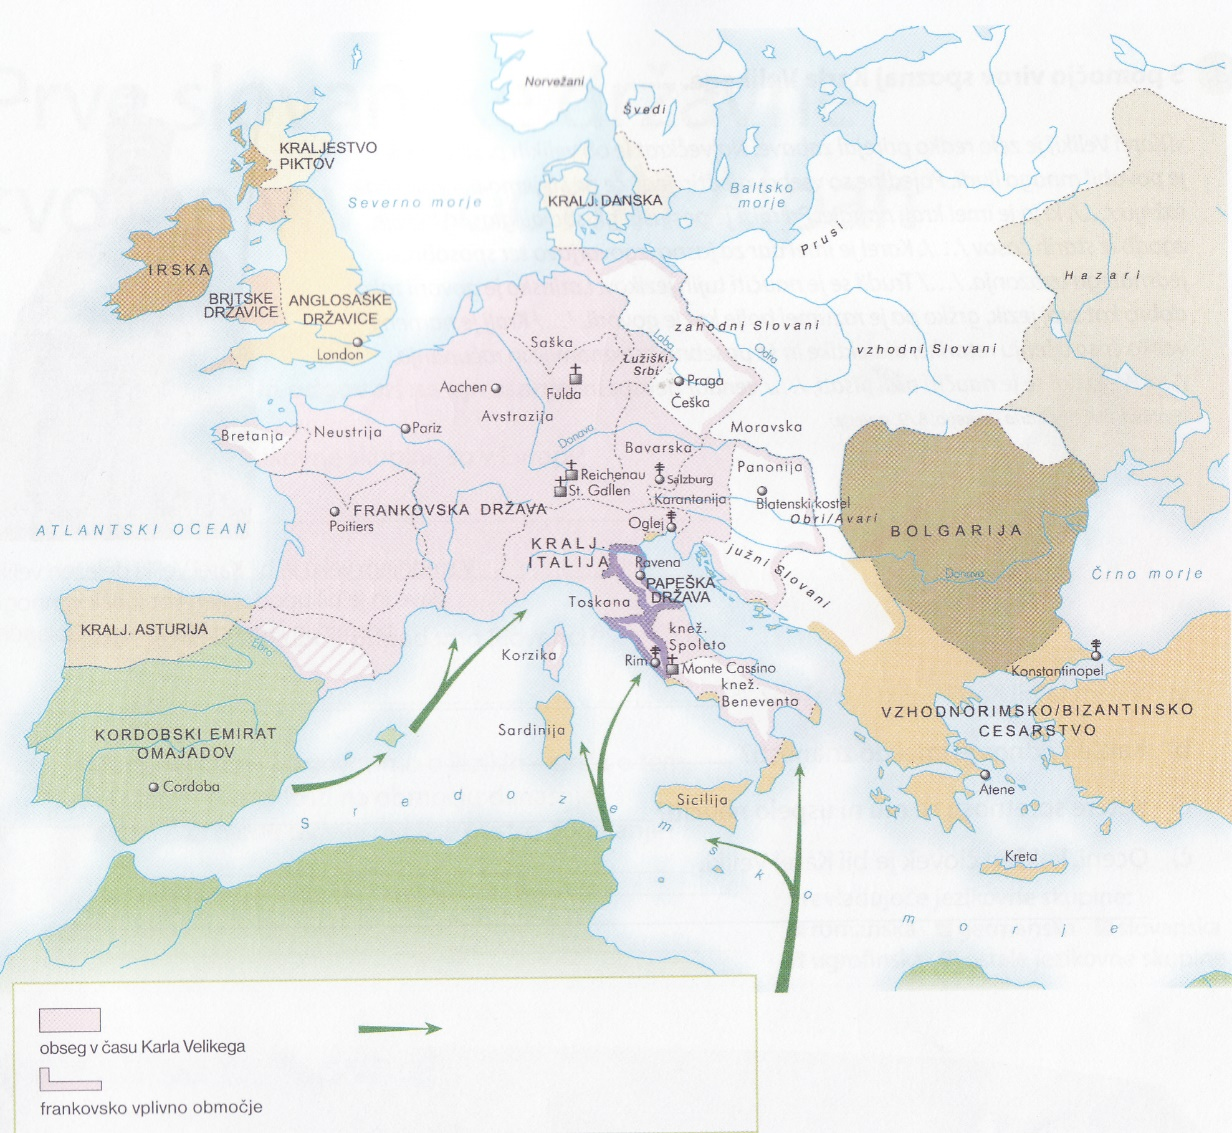 Norvežani
Švedi
KRALJESTVO
PIKTOV
Severno morje
KRALJ. DANSKA
Baltsko
morje
Prusi
Hazari
IRSKA
BRITSKE
DRŽAVICE
ANGLOSAŠKE
DRŽAVICE
London
zahodni Slovani
vzhodni Slovani
Saška
Laba
Odra
Lužiški
Srbi
Aachen
Fulda
Praga
Češka
Avstrazija
Bretanja
Neustrija
Pariz
Donava
Moravska
Bavarska
Panonija
Reichenau
St. Gallen
Salzburg
Karantanija
Blatenski kostel
Obri/Avari
FRANKOVSKA DRŽAVA
Poitiers
Oglej
ATLANTSKI OCEAN
BOLGARIJA
KRALJ.
ITALIJA
južni Slovani
Ravena
Donava
Črno morje
PAPEŠKA
DRŽAVA
Toskana
KRALJ. ASTURIJA
Ebro
knež.
Spoleto
Korzika
Rim
Monte Cassino
Konstantinopel
knež.
Benevento
VZHODNORIMSKO/BIZANTINSKO
CESARSTVO
KORDOBSKI EMIRAT
OMAJADOV
Sardinija
Cordoba
Atene
Sicilija
Sredozemsko morje
Kreta
obseg v času Karla Velikega
frankovsko vplivno območje